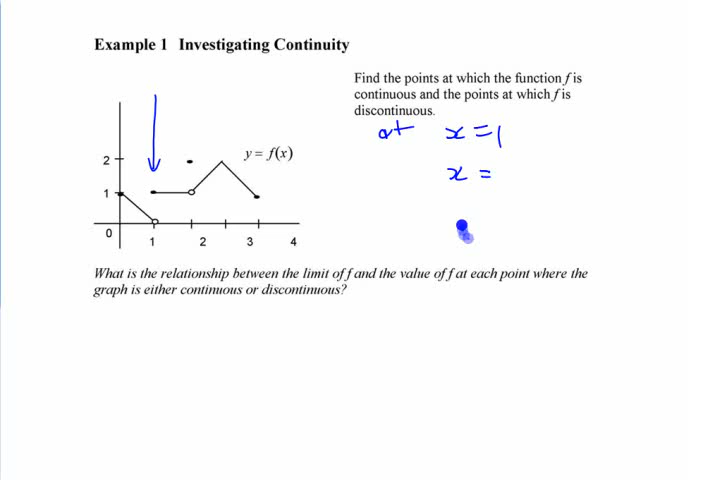 Example 1 Investigating Continuity
Find the points at which the function f is
continuous and the points at which f is
discontinuous.
at x = 1
x =
y = f(x)
2
1
0
1 2 3 4
What is the relationship between the limit of f and the value of f at each point where the
graph is either continuous or discontinuous?